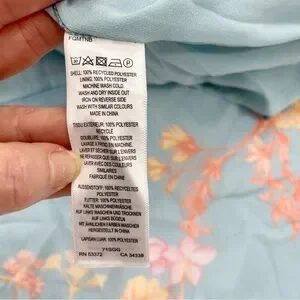 FQMTNB
SHELL: 100% RECYCLED POLYESTER
LINING: 100% POLYESTER
MACHINE WASH COLD
WASH AND DRY INSIDE OUT
IRON ON REVERSE SIDE
WASH WITH SIMILAR COLOURS
MADE IN CHINA
TISSU EXTÉRIEUR: 100% POLYESTER
RECYCLÉ
DOUBLURE: 100% POLYESTER
LAVAGE À FROID EN MACHINE
LAVER ET SÉCHER SUR L'ENVERS
NE REPASSER QUE SUR L'ENVERS
LAVER AVEC DES COULEURS
SIMILAIRES
FABRIQUÉ EN CHINE
AUSSENSTOFF: 100% RECYCELTES
POLYESTER
FUTTER: 100% POLYESTER
KALTE MASCHINENWÄSCHE
AUF LINKS WASCHEN UND TROCKNEN
AUF LINKS BÜGELN
MIT ÄHNLICHEN FARBEN WASCHEN
HERGESTELLT IN CHINA
100% POLYESTER
RN 53372
CA 34338